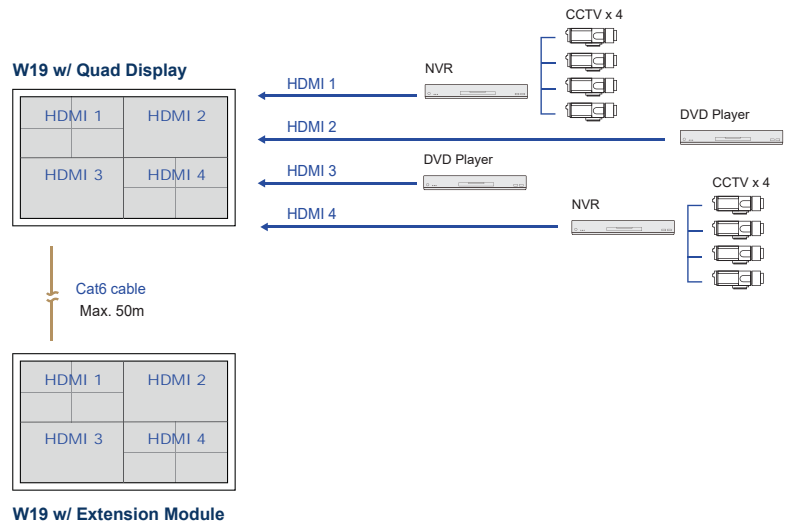 CCTV x 4
W19 w/ Quad Display
NVR
HDMI 1
HDMI 1
HDMI 2
DVD Player
HDMI 2
HDMI 3
HDMI 4
HDMI 3
DVD Player
CCTV x 4
HDMI 4
NVR
Cat6 cable
Max. 50m
HDMI 1
HDMI 2
HDMI 3
HDMI 4
W19 w/ Extension Module